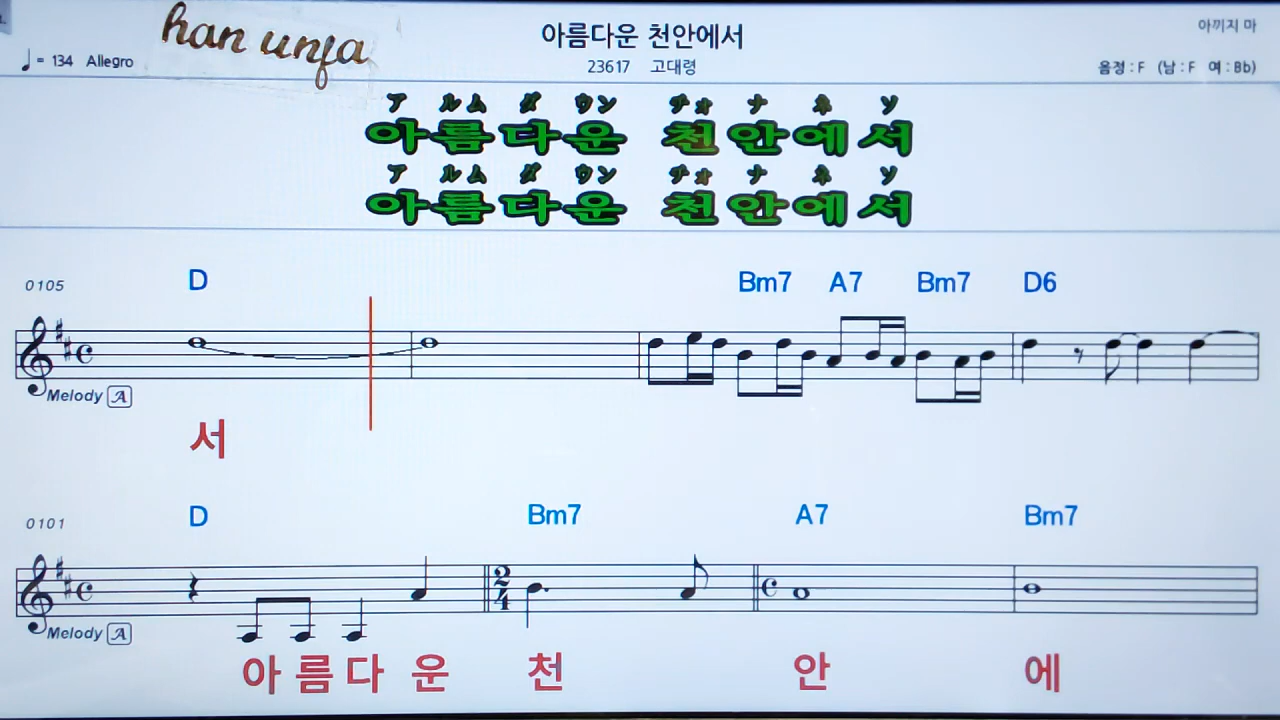 han unfa
아름다운 천안에서
아끼지 마
♩= 134 Allegro
23617 고대령
음정 : F (남 : F 여 : Bb)
ア ルム ダ ウン チョ ナ ネ ソ
아름다운 천안에서
ア ルム ダ ウン チョ ナ ネ ソ
아름다운 천안에서
0105 D Bm7 A7 Bm7 D6
Melody A
서
0101 D Bm7 A7 Bm7
2
4
Melody A
아 름 다 운 천 안 에